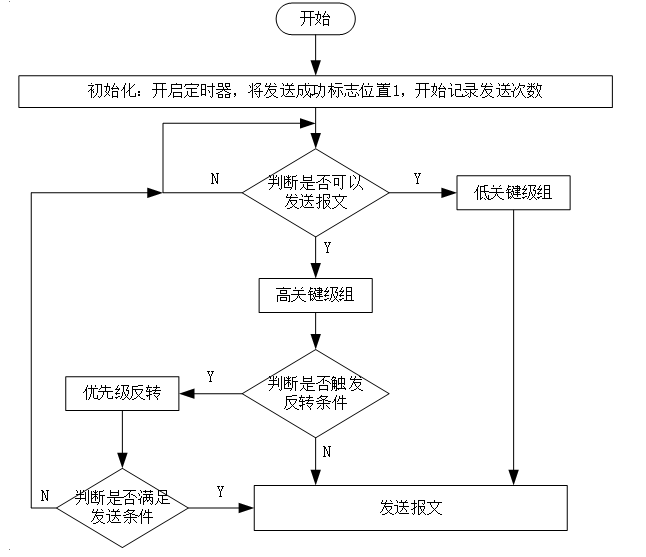 开始
初始化：开启定时器，将发送成功标志位置1，开始记录发送次数
N
判断是否可以
发送报文
Y
低关键级组
Y
高关键级组
优先级反转
Y
判断是否触发
反转条件
N
N
判断是否满足
发送条件
Y
发送报文